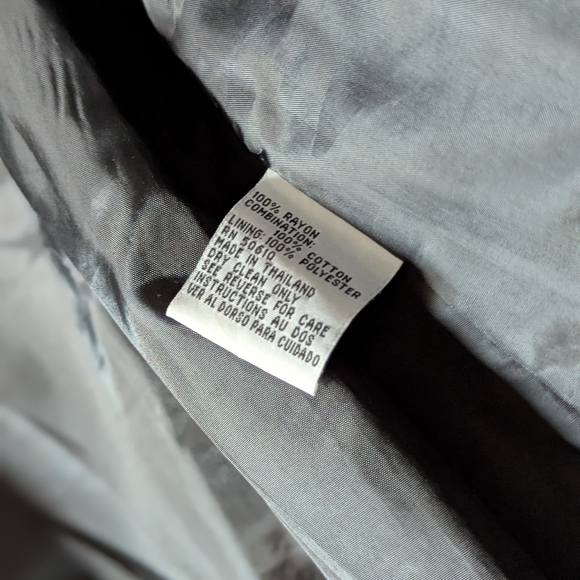 100% RAYON
COMBINATION:
100% COTTON
LINING: 100% POLYESTER
RN 50610
MADE IN THAILAND
DRY CLEAN ONLY
SEE REVERSE FOR CARE
INSTRUCTIONS AU DOS
VER AL DORSO PARA CUIDADO